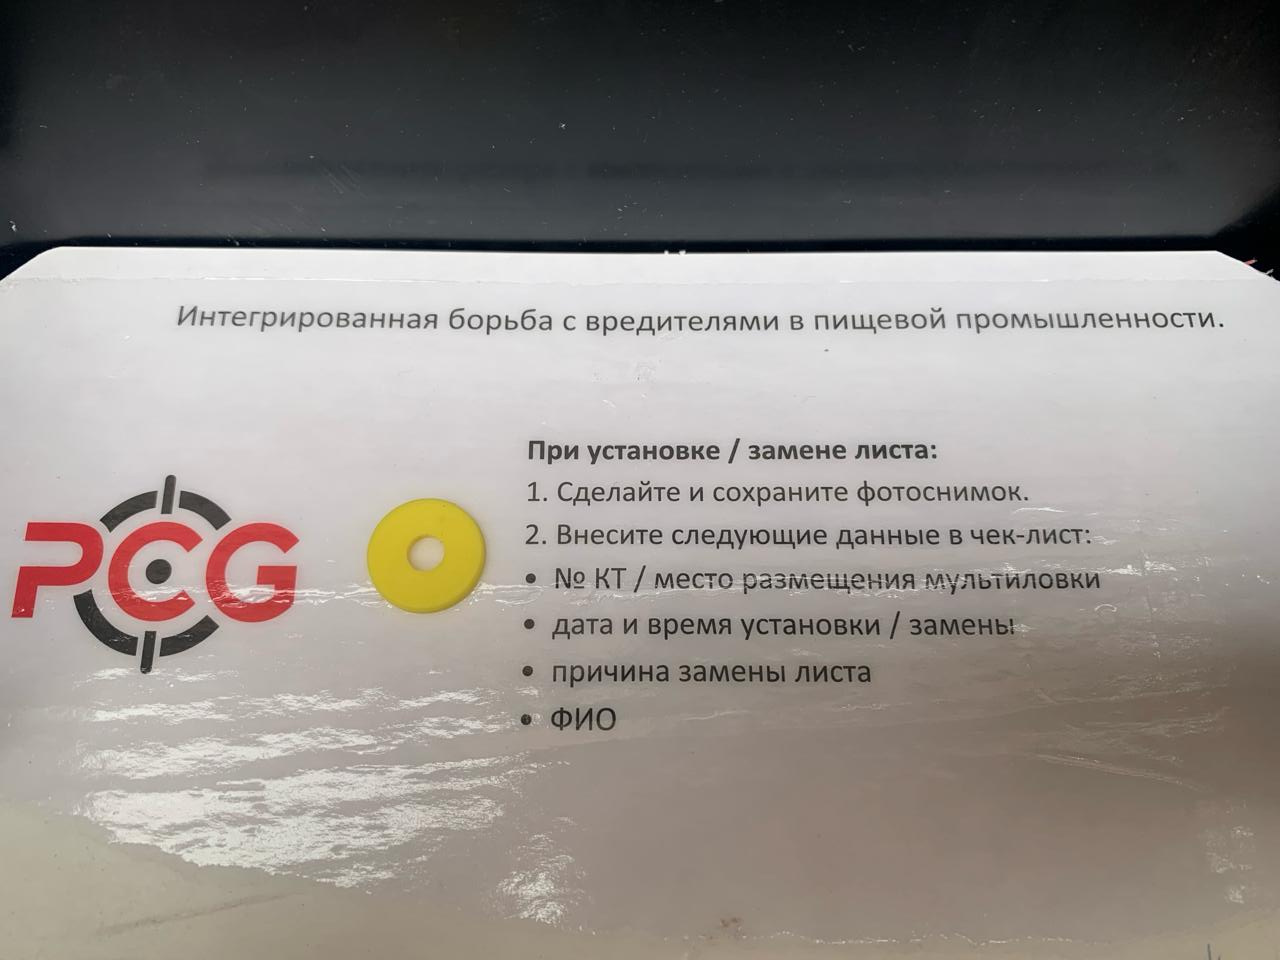 Интегрированная борьба с вредителями в пищевой промышленности.
PCG
При установке / замене листа:
1. Сделайте и сохраните фотоснимок.
2. Внесите следующие данные в чек-лист:
• № КТ / место размещения мультиловки
• дата и время установки / замены
• причина замены листа
• ФИО